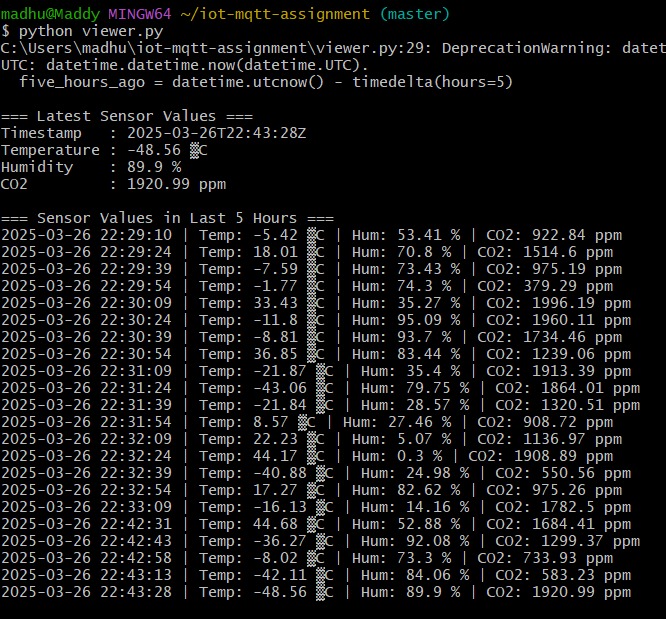 madhu@Maddy MINGW64 ~/iot-mqtt-assignment (master)
$ python viewer.py
C:\Users\madhu\iot-mqtt-assignment\viewer.py:29: DeprecationWarning: datet
UTC: datetime.datetime.now(datetime.UTC).
  five_hours_ago = datetime.utcnow() - timedelta(hours=5)

=== Latest Sensor Values ===
Timestamp   : 2025-03-26T22:43:28Z
Temperature : -48.56 ▒C
Humidity    : 89.9 %
CO2         : 1920.99 ppm

=== Sensor Values in Last 5 Hours ===
2025-03-26 22:29:10 | Temp: -5.42 ▒C | Hum: 53.41 % | CO2: 922.84 ppm
2025-03-26 22:29:24 | Temp: 18.01 ▒C | Hum: 70.8 % | CO2: 1514.6 ppm
2025-03-26 22:29:39 | Temp: -7.59 ▒C | Hum: 73.43 % | CO2: 975.19 ppm
2025-03-26 22:29:54 | Temp: -1.77 ▒C | Hum: 74.3 % | CO2: 379.29 ppm
2025-03-26 22:30:09 | Temp: 33.43 ▒C | Hum: 35.27 % | CO2: 1996.19 ppm
2025-03-26 22:30:24 | Temp: -11.8 ▒C | Hum: 95.09 % | CO2: 1960.11 ppm
2025-03-26 22:30:39 | Temp: -8.81 ▒C | Hum: 93.7 % | CO2: 1734.46 ppm
2025-03-26 22:30:54 | Temp: 36.85 ▒C | Hum: 83.44 % | CO2: 1239.06 ppm
2025-03-26 22:31:09 | Temp: -21.87 ▒C | Hum: 35.4 % | CO2: 1913.39 ppm
2025-03-26 22:31:24 | Temp: -43.06 ▒C | Hum: 79.75 % | CO2: 1864.01 ppm
2025-03-26 22:31:39 | Temp: -21.84 ▒C | Hum: 28.57 % | CO2: 1320.51 ppm
2025-03-26 22:31:54 | Temp: 8.57 ▒C | Hum: 27.46 % | CO2: 908.72 ppm
2025-03-26 22:32:09 | Temp: 22.23 ▒C | Hum: 5.07 % | CO2: 1136.97 ppm
2025-03-26 22:32:24 | Temp: 44.17 ▒C | Hum: 0.3 % | CO2: 1908.89 ppm
2025-03-26 22:32:39 | Temp: -40.88 ▒C | Hum: 24.98 % | CO2: 550.56 ppm
2025-03-26 22:32:54 | Temp: 17.27 ▒C | Hum: 82.62 % | CO2: 975.26 ppm
2025-03-26 22:33:09 | Temp: -16.13 ▒C | Hum: 14.16 % | CO2: 1782.5 ppm
2025-03-26 22:42:31 | Temp: 44.68 ▒C | Hum: 52.88 % | CO2: 1684.41 ppm
2025-03-26 22:42:43 | Temp: -36.27 ▒C | Hum: 92.08 % | CO2: 1299.37 ppm
2025-03-26 22:42:58 | Temp: -8.02 ▒C | Hum: 73.3 % | CO2: 733.93 ppm
2025-03-26 22:43:13 | Temp: -42.11 ▒C | Hum: 84.06 % | CO2: 583.23 ppm
2025-03-26 22:43:28 | Temp: -48.56 ▒C | Hum: 89.9 % | CO2: 1920.99 ppm